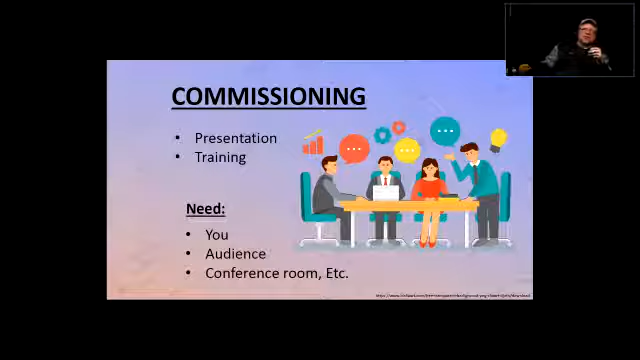 COMMISSIONING
• Presentation
• Training
Need:
• You
• Audience
• Conference room, Etc.